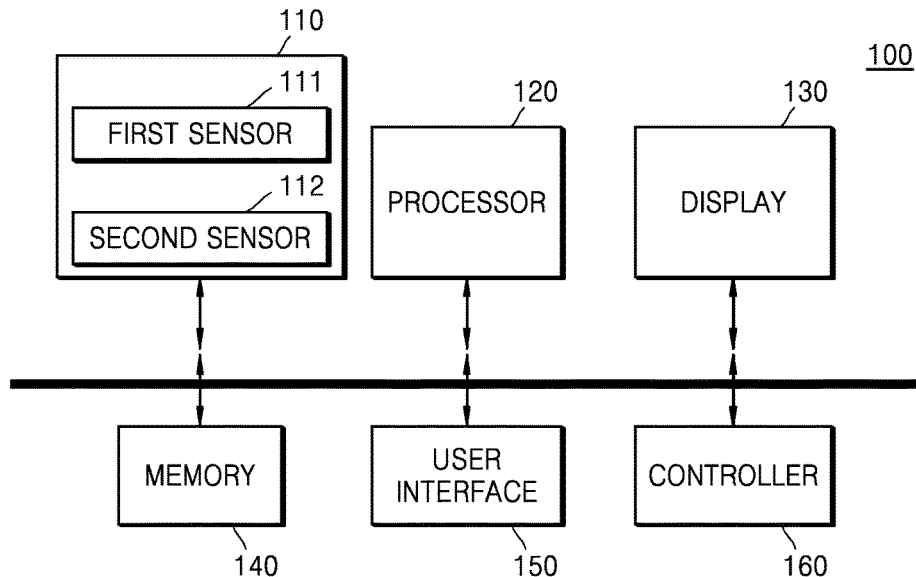 110
100
111
FIRST SENSOR
112
SECOND SENSOR
120
PROCESSOR
130
DISPLAY
MEMORY
140
USER
INTERFACE
150
CONTROLLER
160